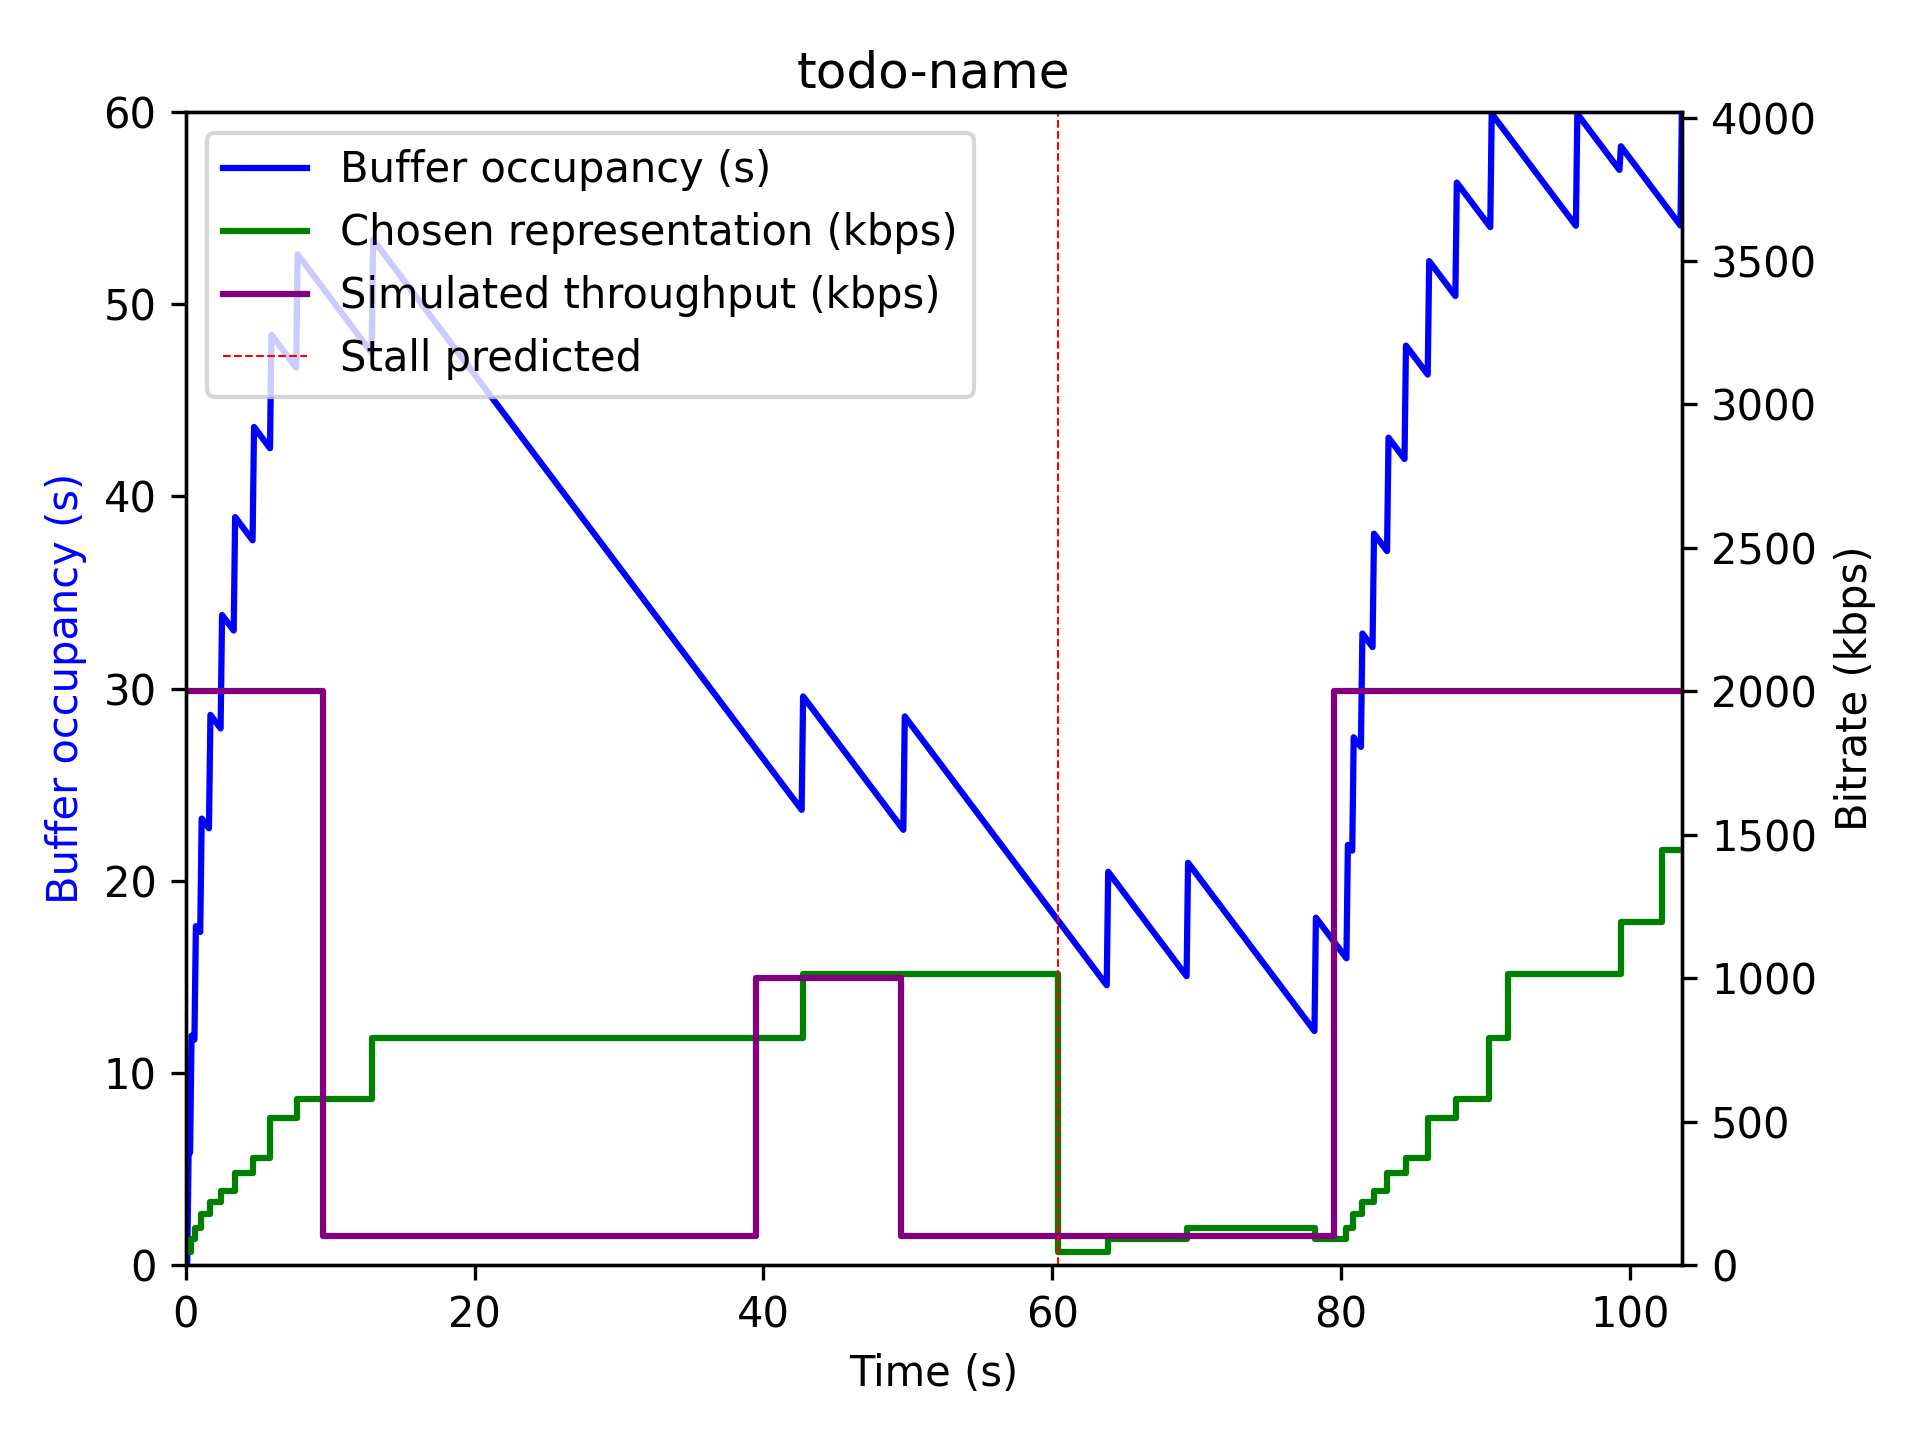 todo-name
Buffer occupancy (s)
Chosen representation (kbps)
Simulated throughput (kbps)
Stall predicted
60
50
40
30
20
10
0
Buffer occupancy (s)
4000
3500
3000
2500
2000
1500
1000
500
0
Bitrate (kbps)
0 20 40 60 80 100
Time (s)